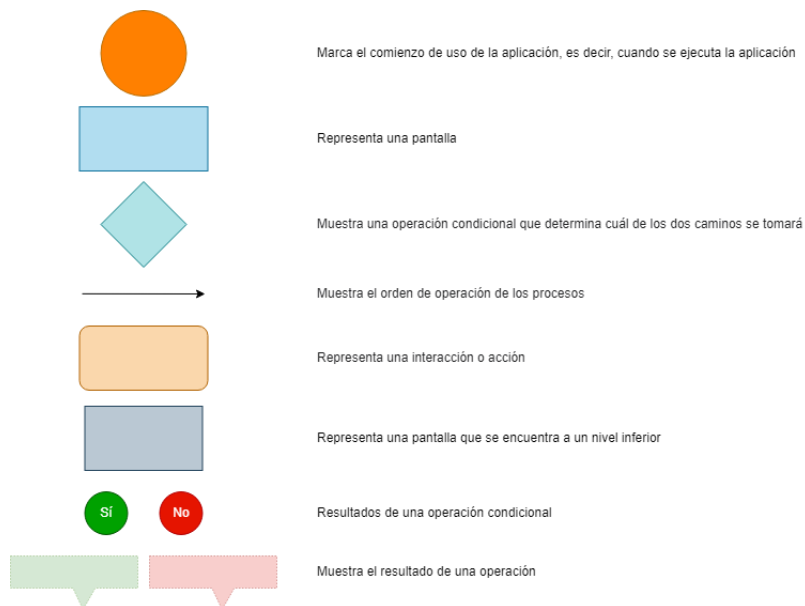 Marca el comienzo de uso de la aplicación, es decir, cuando se ejecuta la aplicación
Representa una pantalla
Muestra una operación condicional que determina cuál de los dos caminos se tomará
Muestra el orden de operación de los procesos
Representa una interacción o acción
Representa una pantalla que se encuentra a un nivel inferior
Sí No Resultados de una operación condicional
Muestra el resultado de una operación